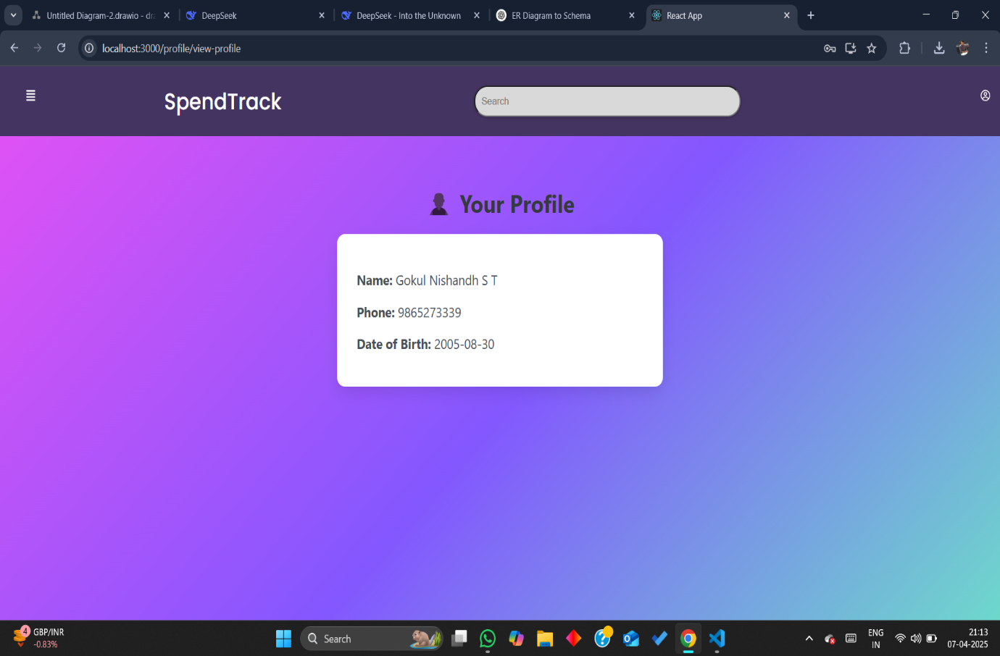 Untitled Diagram-2.drawio - dr
DeepSeek
DeepSeek - Into the Unknown
ER Diagram to Schema
React App
localhost:3000/profile/view-profile
SpendTrack
Search
Your Profile
Name: Gokul Nishandh S T
Phone: 9865273339
Date of Birth: 2005-08-30
4
GBP/INR
-0.83%
Search
ENG
IN
21:13
07-04-2025